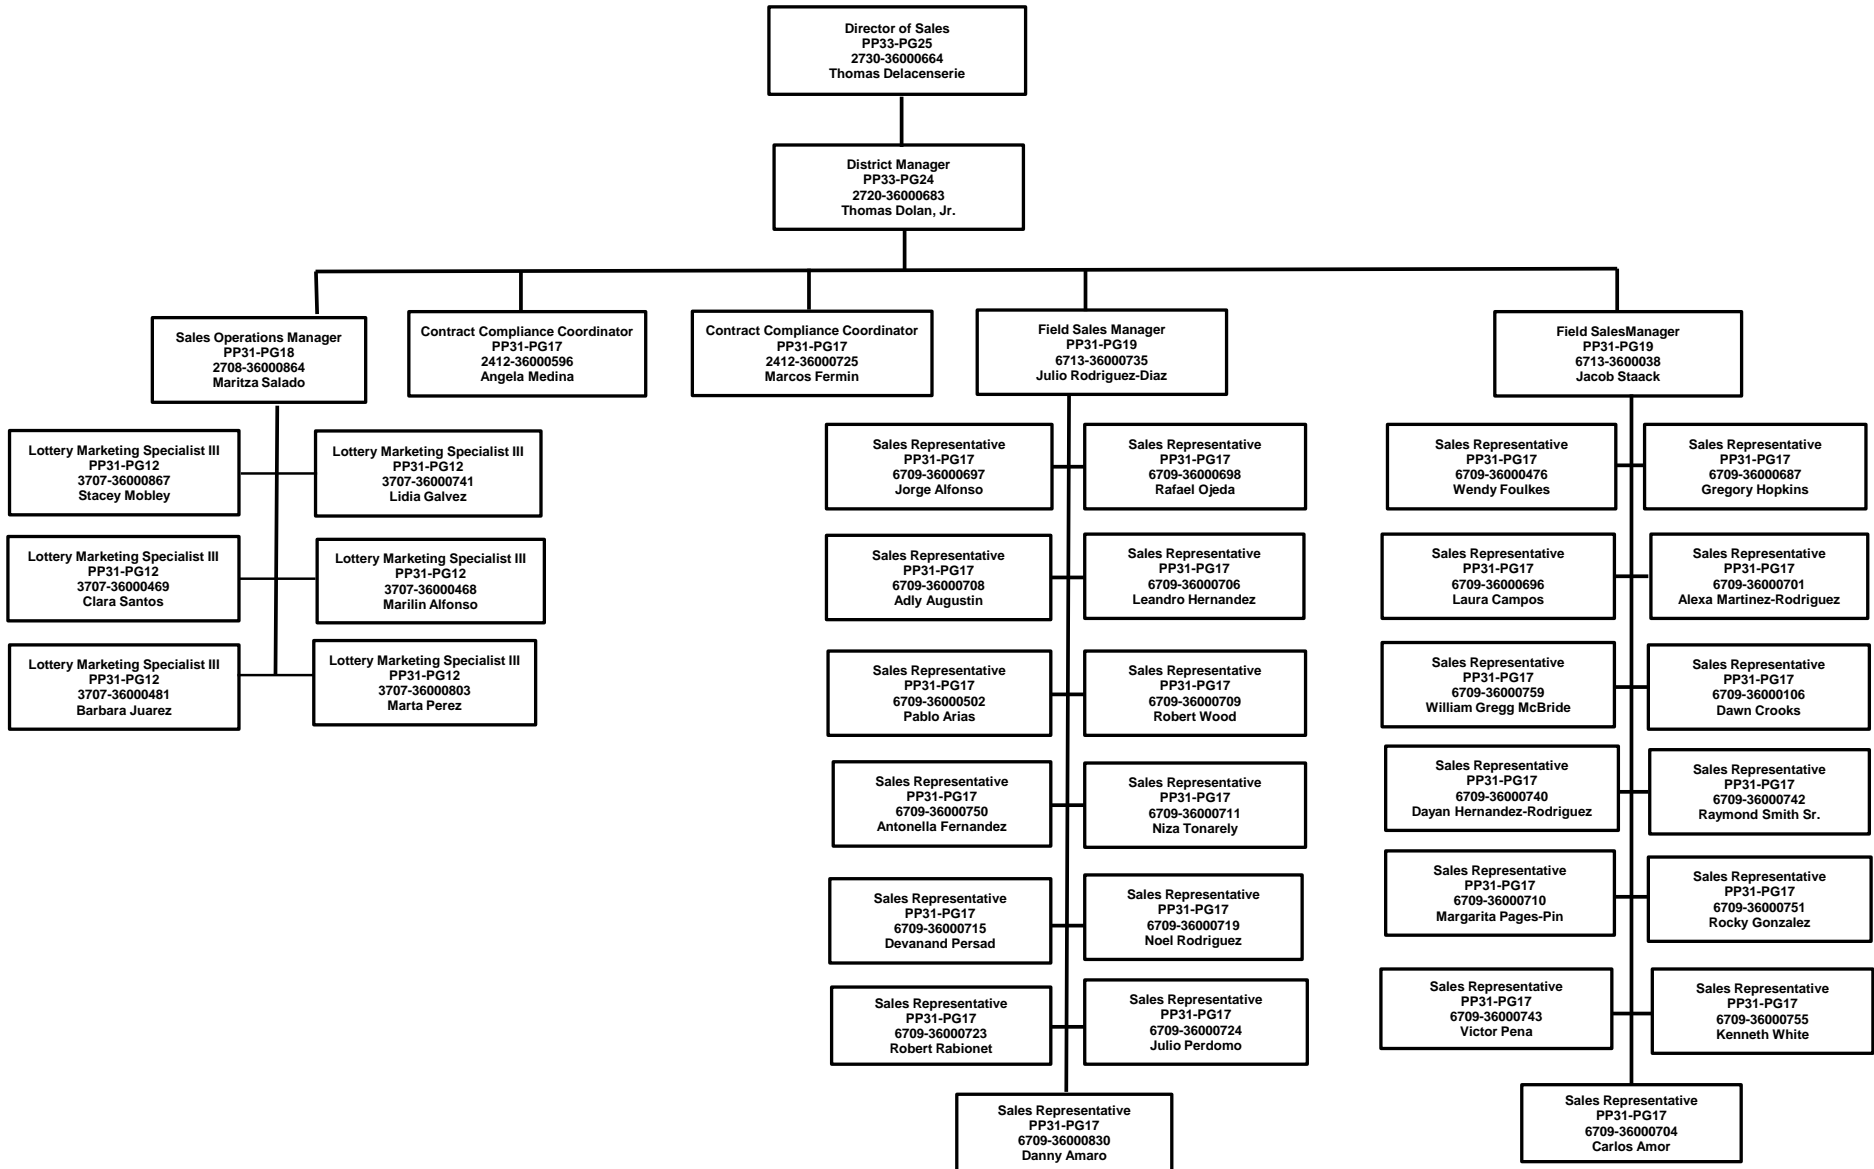 Director of Sales
PP33-PG25
2730-36000664
Thomas Delacenserie
District Manager
PP33-PG24
2720-36000683
Thomas Dolan, Jr.
Sales Operations Manager
PP31-PG18
2708-36000864
Maritza Salado
Contract Compliance Coordinator
PP31-PG17
2412-36000596
Angela Medina
Contract Compliance Coordinator
PP31-PG17
2412-36000725
Marcos Fermin
Field Sales Manager
PP31-PG19
6713-36000735
Julio Rodriguez-Diaz
Field SalesManager
PP31-PG19
6713-3600038
Jacob Staack
Lottery Marketing Specialist III
PP31-PG12
3707-36000867
Stacey Mobley
Lottery Marketing Specialist III
PP31-PG12
3707-36000741
Lidia Galvez
Lottery Marketing Specialist III
PP31-PG12
3707-36000469
Clara Santos
Lottery Marketing Specialist III
PP31-PG12
3707-36000468
Marilin Alfonso
Lottery Marketing Specialist III
PP31-PG12
3707-36000481
Barbara Juarez
Lottery Marketing Specialist III
PP31-PG12
3707-36000803
Marta Perez
Sales Representative
PP31-PG17
6709-36000697
Jorge Alfonso
Sales Representative
PP31-PG17
6709-36000698
Rafael Ojeda
Sales Representative
PP31-PG17
6709-36000708
Adly Augustin
Sales Representative
PP31-PG17
6709-36000706
Leandro Hernandez
Sales Representative
PP31-PG17
6709-36000502
Pablo Arias
Sales Representative
PP31-PG17
6709-36000709
Robert Wood
Sales Representative
PP31-PG17
6709-36000750
Antonella Fernandez
Sales Representative
PP31-PG17
6709-36000711
Niza Tonarely
Sales Representative
PP31-PG17
6709-36000715
Devanand Persad
Sales Representative
PP31-PG17
6709-36000719
Noel Rodriguez
Sales Representative
PP31-PG17
6709-36000723
Robert Rabionet
Sales Representative
PP31-PG17
6709-36000724
Julio Perdomo
Sales Representative
PP31-PG17
6709-36000830
Danny Amaro
Sales Representative
PP31-PG17
6709-36000476
Wendy Foulkes
Sales Representative
PP31-PG17
6709-36000687
Gregory Hopkins
Sales Representative
PP31-PG17
6709-36000696
Laura Campos
Sales Representative
PP31-PG17
6709-36000701
Alexa Martinez-Rodriguez
Sales Representative
PP31-PG17
6709-36000759
William Gregg McBride
Sales Representative
PP31-PG17
6709-36000106
Dawn Crooks
Sales Representative
PP31-PG17
6709-36000740
Dayan Hernandez-Rodriguez
Sales Representative
PP31-PG17
6709-36000742
Raymond Smith Sr.
Sales Representative
PP31-PG17
6709-36000710
Margarita Pages-Pin
Sales Representative
PP31-PG17
6709-36000751
Rocky Gonzalez
Sales Representative
PP31-PG17
6709-36000743
Victor Pena
Sales Representative
PP31-PG17
6709-36000755
Kenneth White
Sales Representative
PP31-PG17
6709-36000704
Carlos Amor